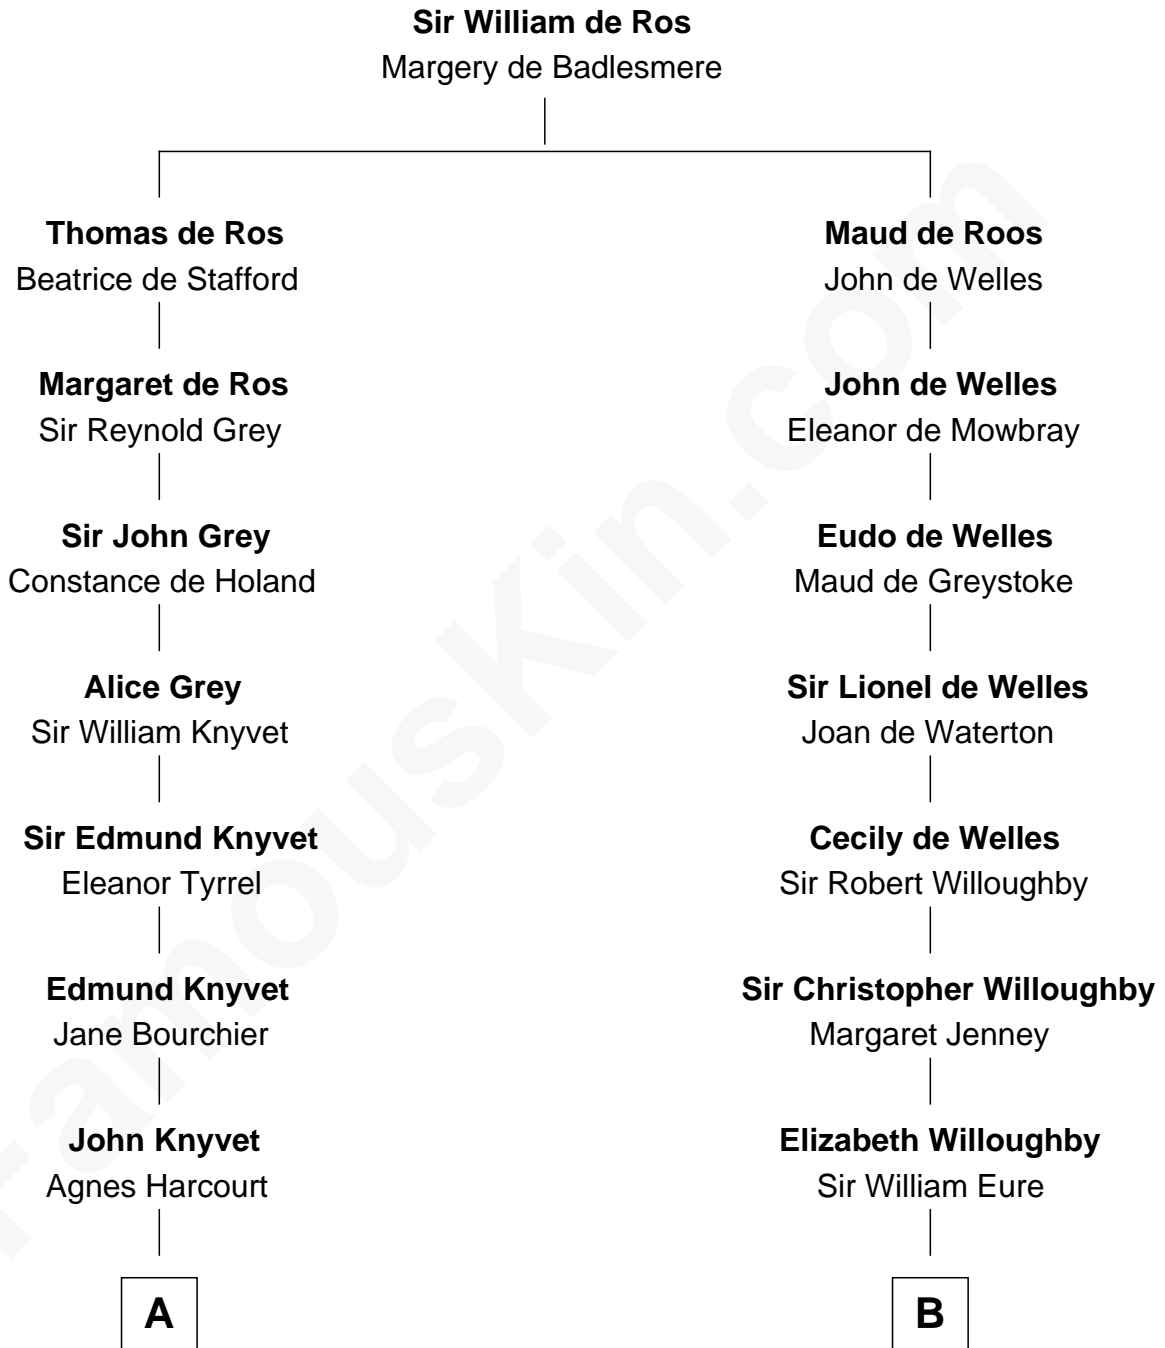 Sir William de Ros
Margery de Badlesmere
Thomas de Ros
Beatrice de Stafford
Margaret de Ros
Sir Reynold Grey
Sir John Grey
Constance de Holand
Alice Grey
Sir William Knyvet
Sir Edmund Knyvet
Eleanor Tyrrel
Edmund Knyvet
Jane Bourchier
John Knyvet
Agnes Harcourt
A
Maud de Roos
John de Welles
John de Welles
Eleanor de Mowbray
Eudo de Welles
Maud de Greystoke
Sir Lionel de Welles
Joan de Waterton
Cecily de Welles
Sir Robert Willoughby
Sir Christopher Willoughby
Margaret Jenney
Elizabeth Willoughby
Sir William Eure
B
FamousKin.com